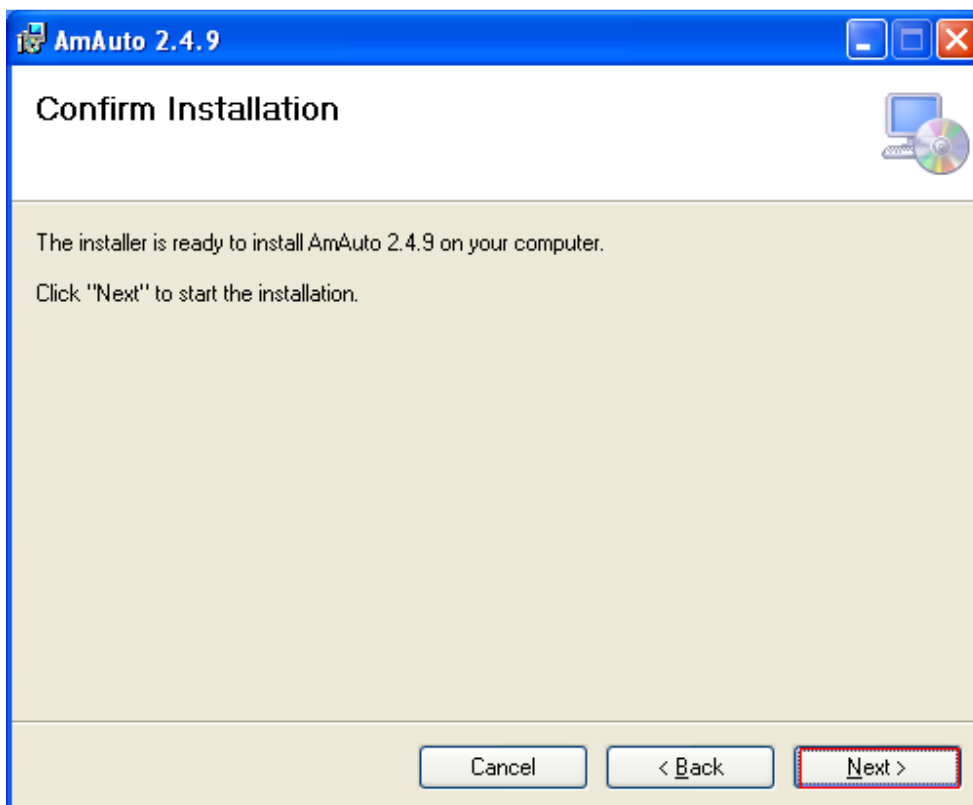 AmAuto 2.4.9
Confirm Installation
The installer is ready to install AmAuto 2.4.9 on your computer.
Click "Next" to start the installation.
Cancel
< Back
Next >